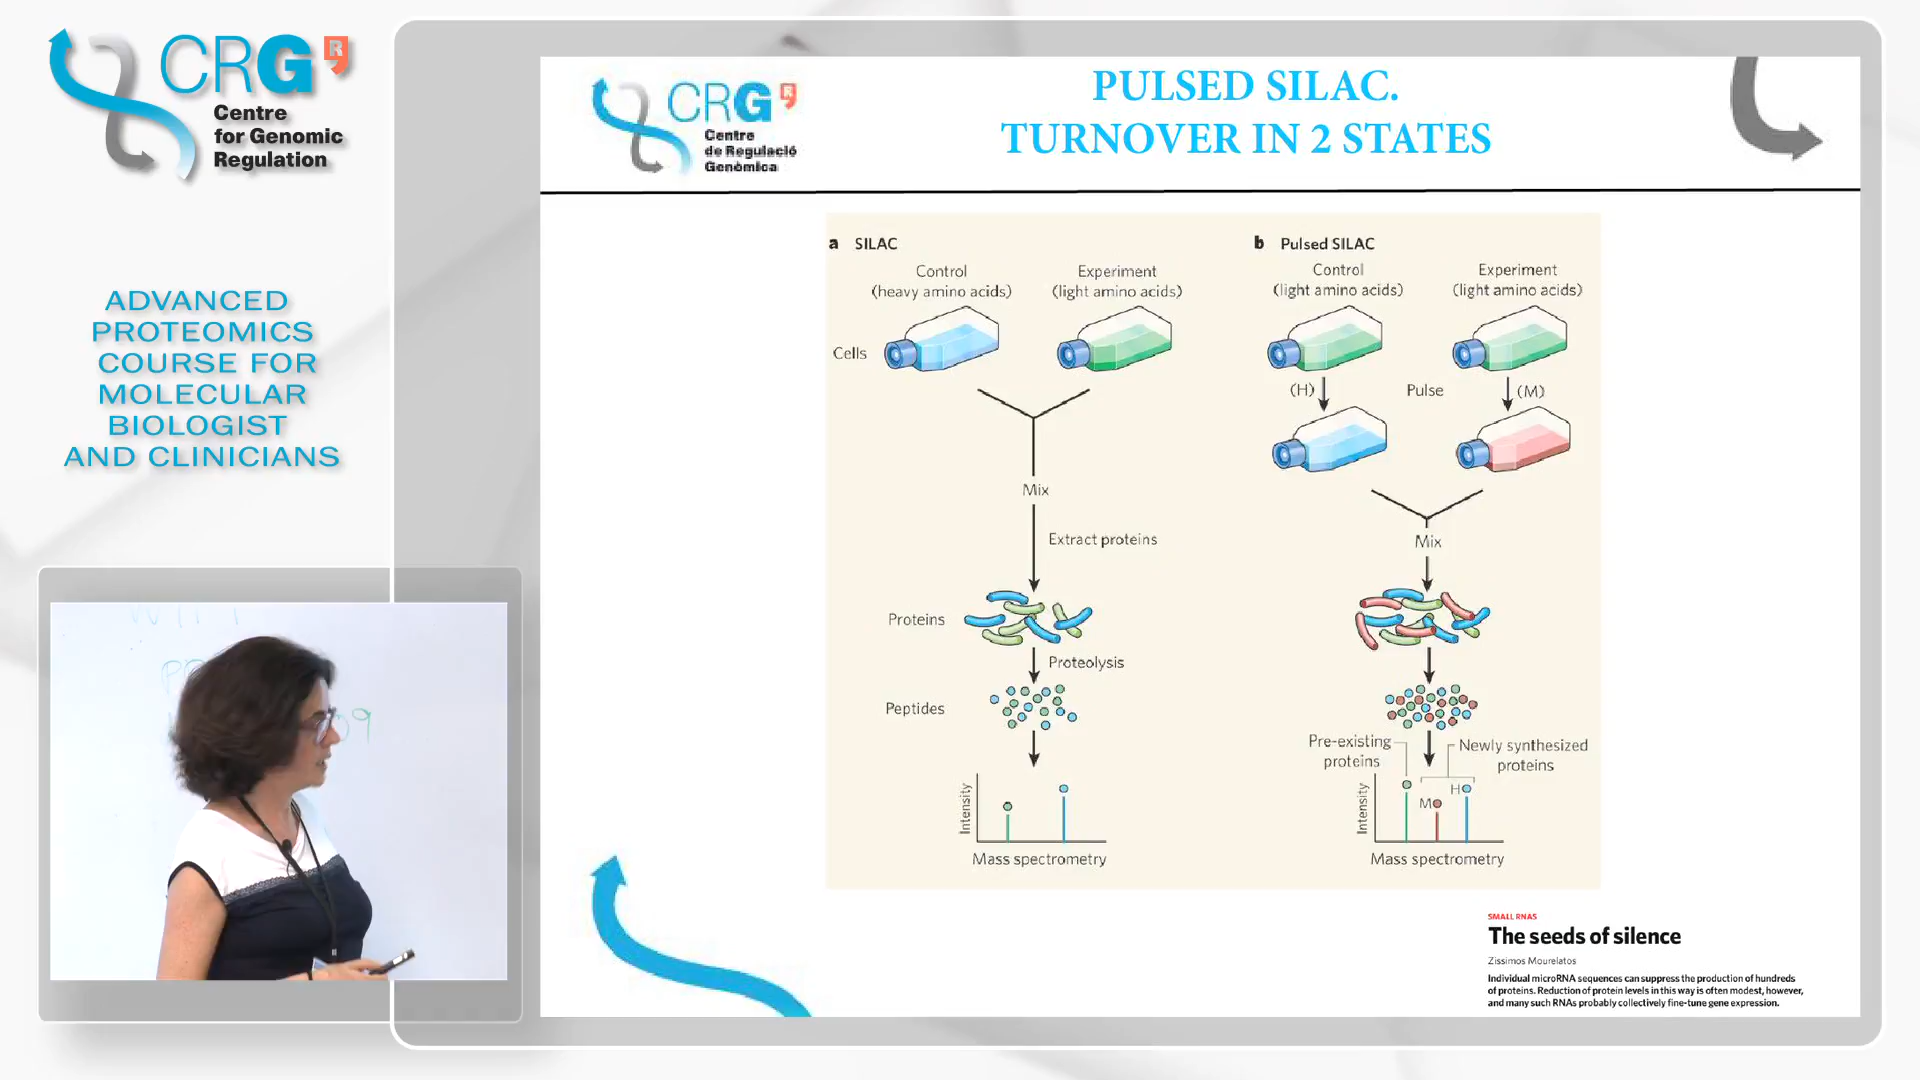 CRG R
Centre
for Genomic
Regulation
ADVANCED
PROTEOMICS
COURSE FOR
MOLECULAR
BIOLOGIST
AND CLINICIANS
CRG
Centre
de Regulació
Genòmica
PULSED SILAC.
TURNOVER IN 2 STATES
a SILAC
Control
(heavy amino acids)
Experiment
(light amino acids)
Cells
Mix
Extract proteins
Proteins
Proteolysis
Peptides
Intensity
Mass spectrometry
b Pulsed SILAC
Control
(light amino acids)
Experiment
(light amino acids)
(H)
Pulse
(M)
Mix
Pre-existing
proteins
Newly synthesized
proteins
M
H
Intensity
Mass spectrometry
SMALL RNAS
The seeds of silence
Zissimos Mourelatos
Individual microRNA sequences can suppress the production of hundreds
of proteins. Reduction of protein levels in this way is often modest, however,
and many such RNAs probably collectively fine-tune gene expression.